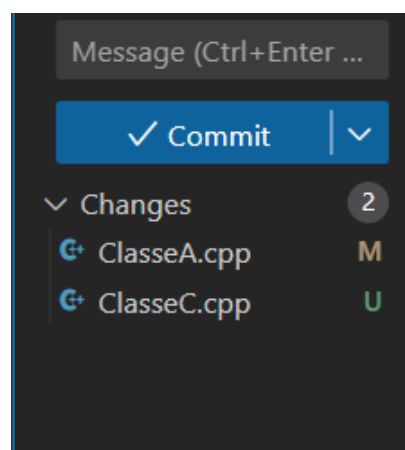 Message (Ctrl+Enter ...
Commit
Changes 2
ClasseA.cpp M
ClasseC.cpp U